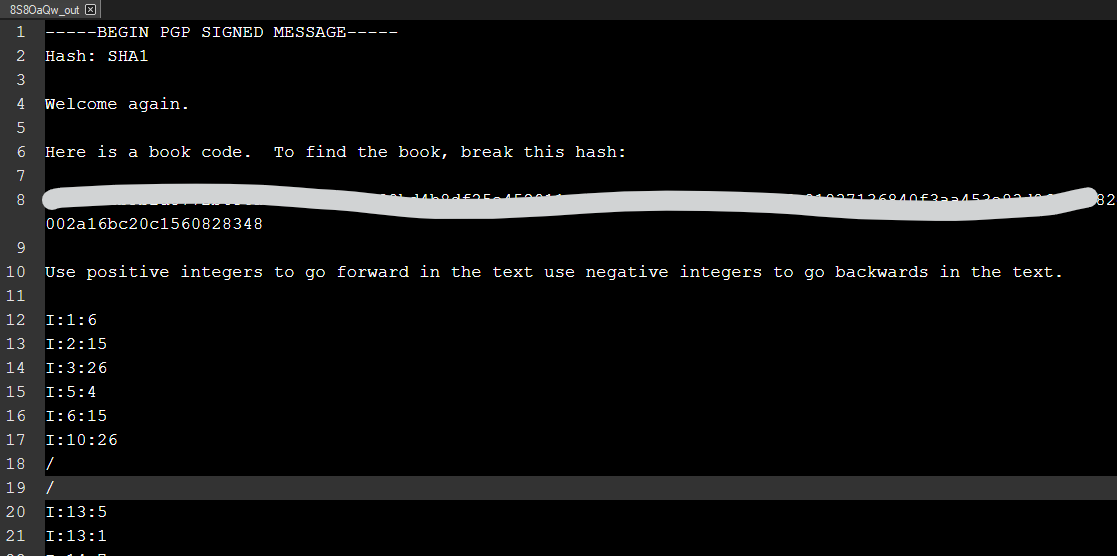 8S8OaQw_out
1 -----BEGIN PGP SIGNED MESSAGE-----
2 Hash: SHA1
3
4 Welcome again.
5
6 Here is a book code.  To find the book, break this hash:
7
8 82
002a16bc20c1560828348
9
10 Use positive integers to go forward in the text use negative integers to go backwards in the text.
11
12 I:1:6
13 I:2:15
14 I:3:26
15 I:5:4
16 I:6:15
17 I:10:26
18 /
19 /
20 I:13:5
21 I:13:1